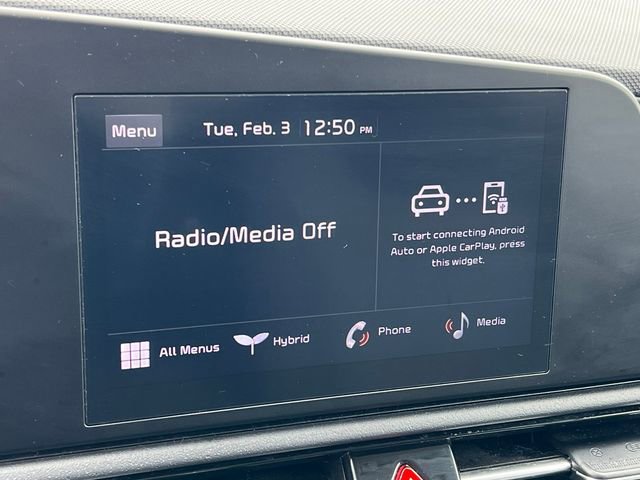 Menu
Tue, Feb. 3 12:50 PM
Radio/Media Off
To start connecting Android
Auto or Apple CarPlay, press
this widget.
All Menus
Hybrid
Phone
Media